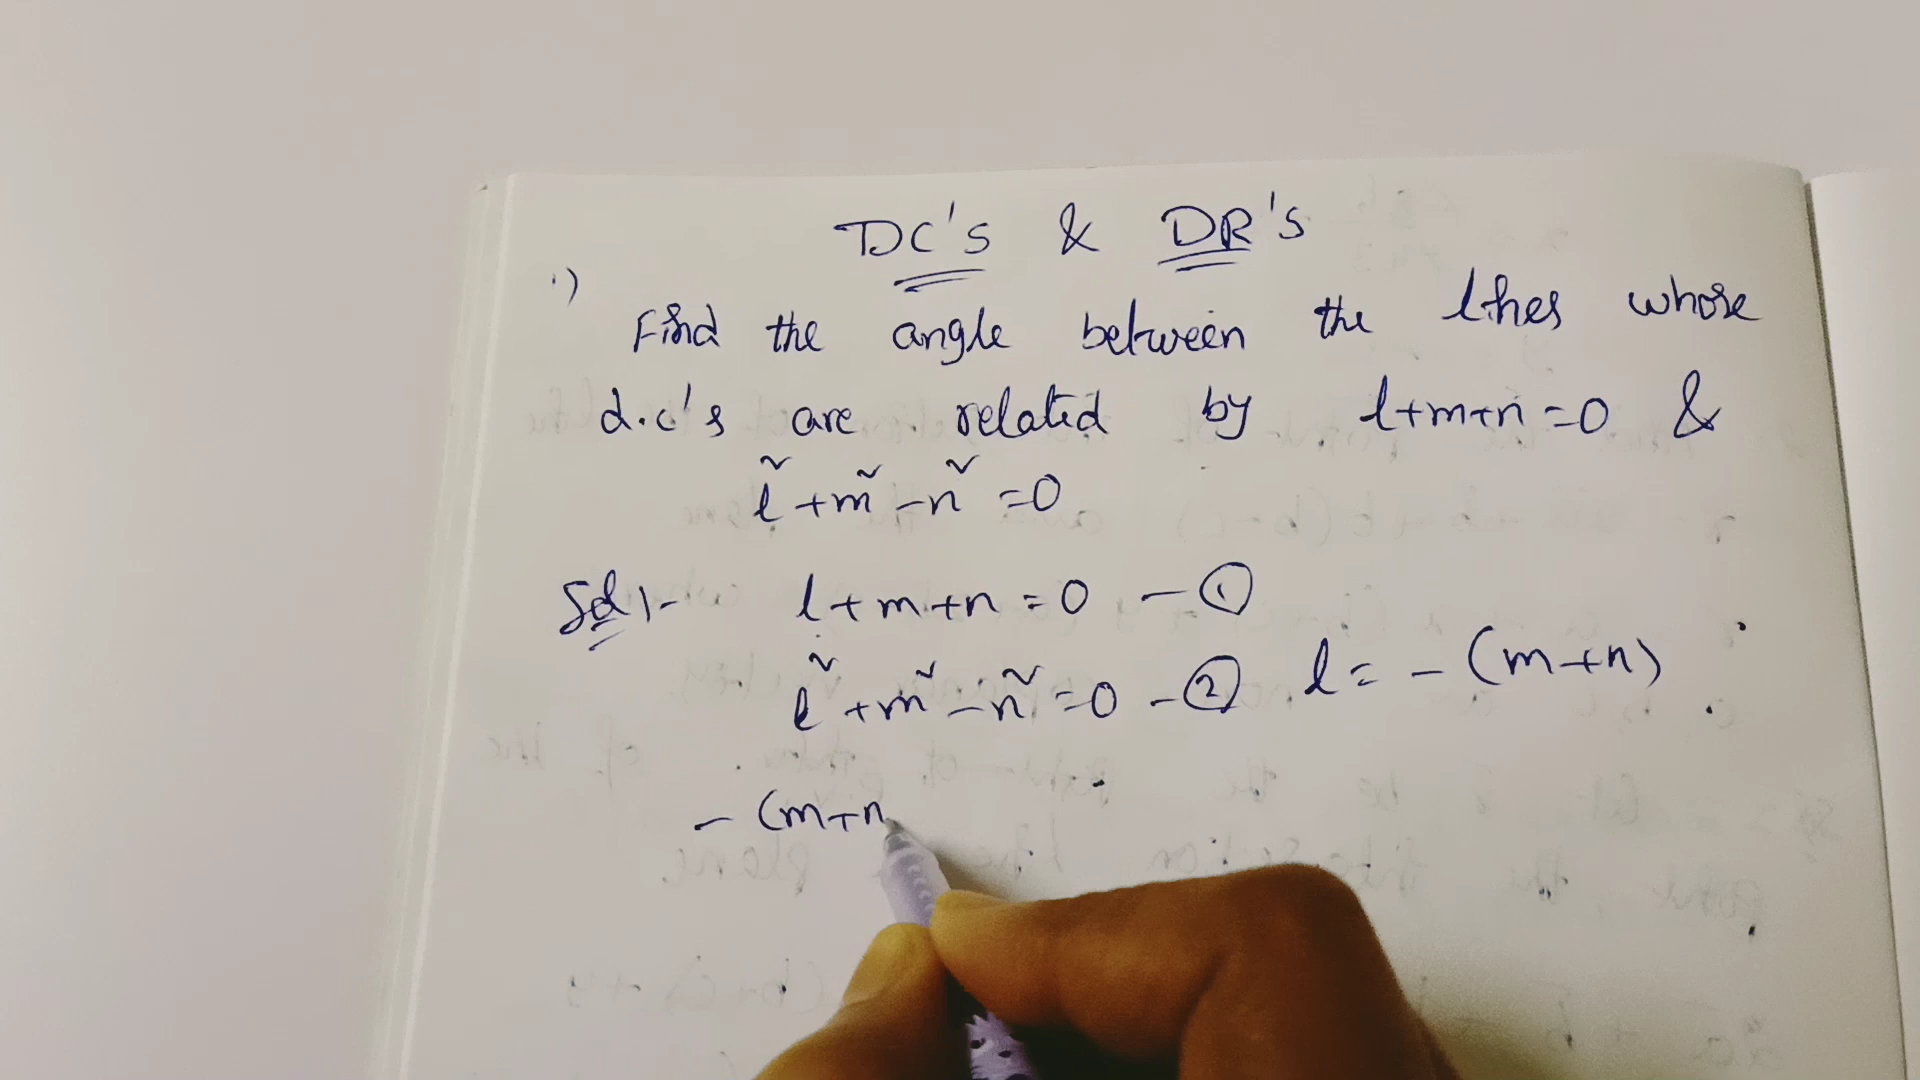 DC's & DR's
1)
Find the angle between the lines whose
d.c's are related by l+m+n=0 &
l²+m²-n²=0
Sol:- l+m+n=0 -①
l²+m²-n²=0 -② l=-(m+n)
-(m+n